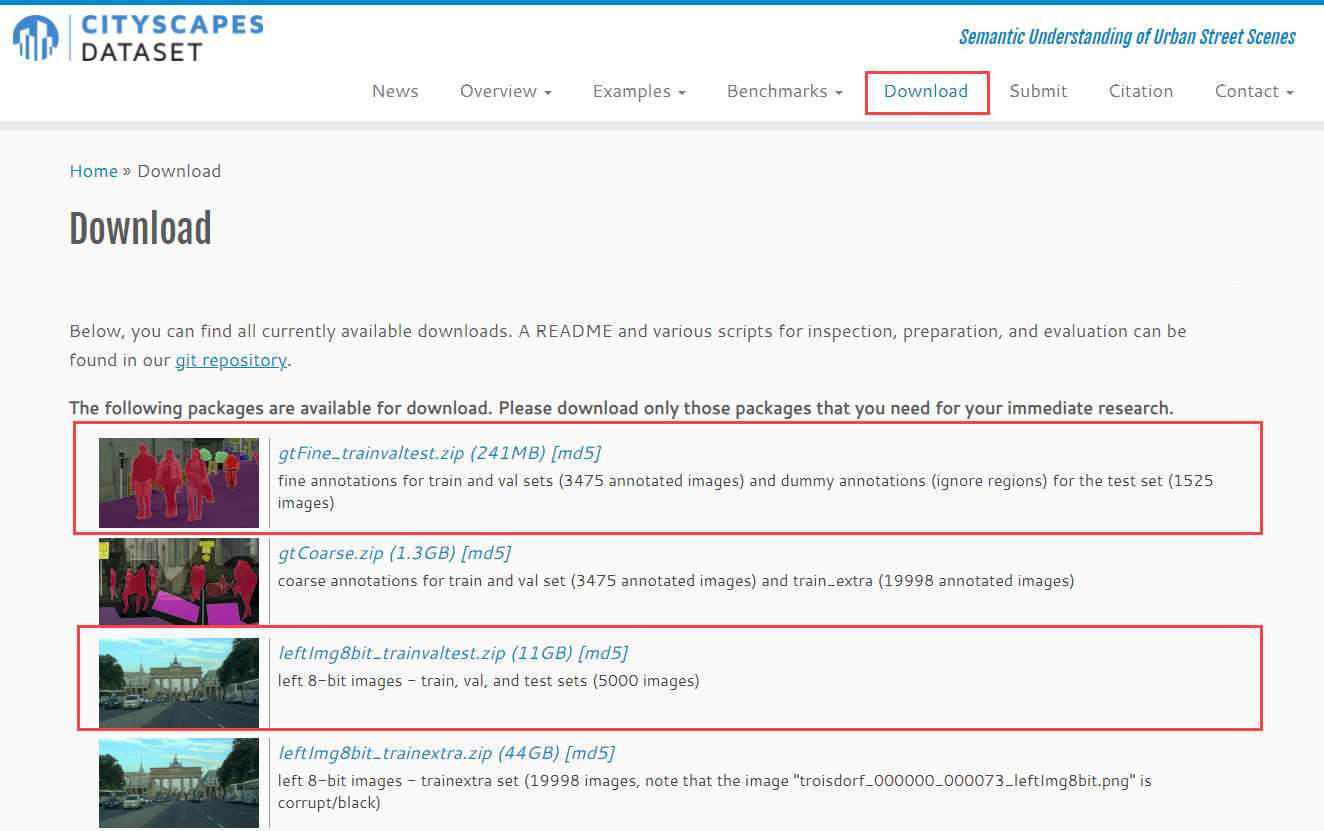 CITYSCAPES
DATASET
Semantic Understanding of Urban Street Scenes
News Overview Examples Benchmarks Download Submit Citation Contact
Home » Download
Download
Below, you can find all currently available downloads. A README and various scripts for inspection, preparation, and evaluation can be
found in our git repository.
The following packages are available for download. Please download only those packages that you need for your immediate research.
gtFine_trainvaltest.zip (241MB) [md5]
fine annotations for train and val sets (3475 annotated images) and dummy annotations (ignore regions) for the test set (1525
images)
gtCoarse.zip (1.3GB) [md5]
coarse annotations for train and val set (3475 annotated images) and train_extra (19998 annotated images)
leftImg8bit_trainvaltest.zip (11GB) [md5]
left 8-bit images - train, val, and test sets (5000 images)
leftImg8bit_trainextra.zip (44GB) [md5]
left 8-bit images - trainextra set (19998 images, note that the image "troisdorf_000000_000073_leftImg8bit.png" is
corrupt/black)